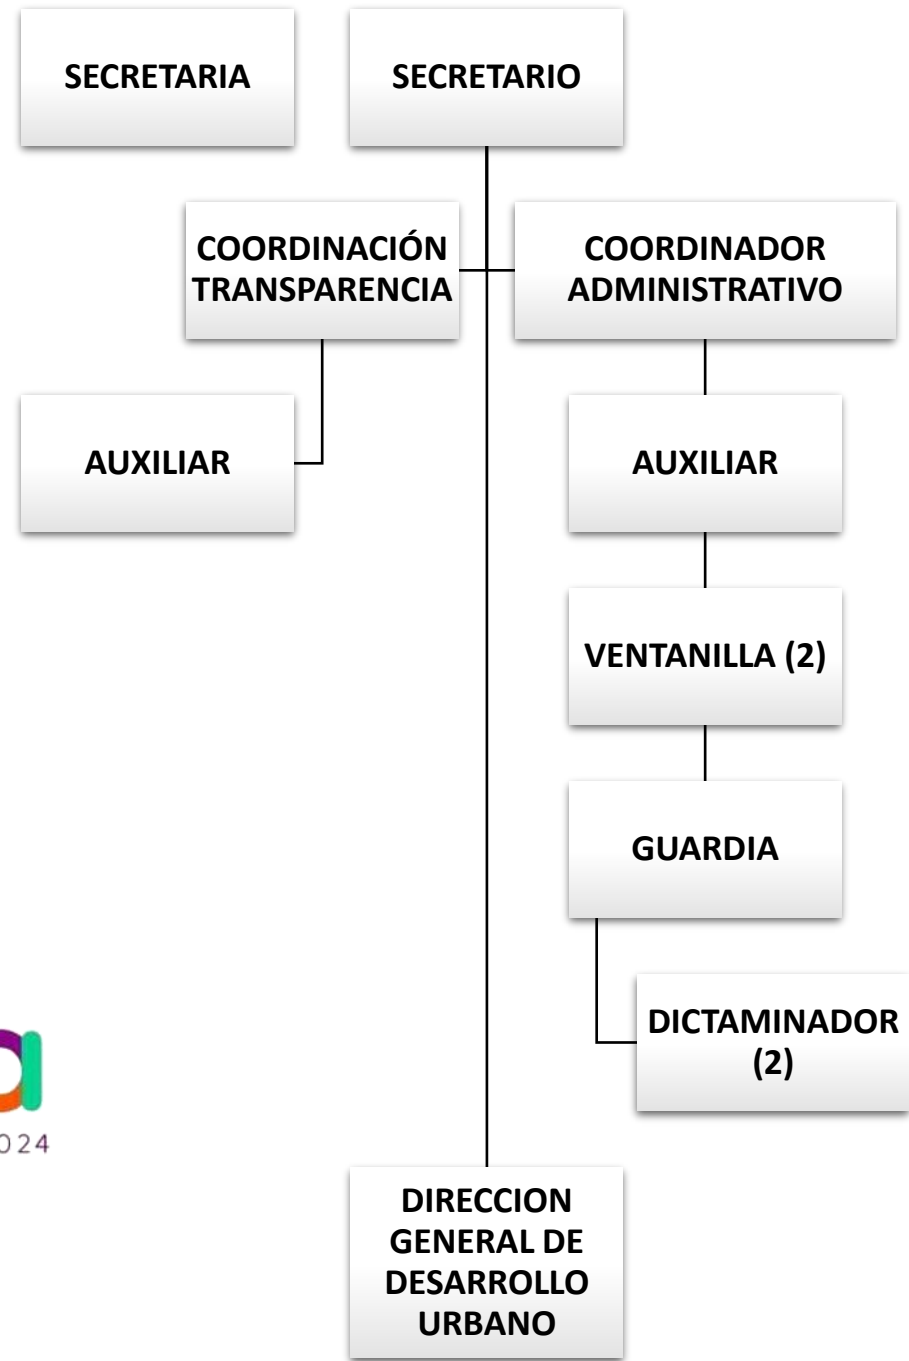 SECRETARIA
SECRETARIO
COORDINACIÓN
TRANSPARENCIA
COORDINADOR
ADMINISTRATIVO
AUXILIAR
AUXILIAR
VENTANILLA (2)
GUARDIA
DICTAMINADOR
(2)
DIRECCION
GENERAL DE
DESARROLLO
URBANO